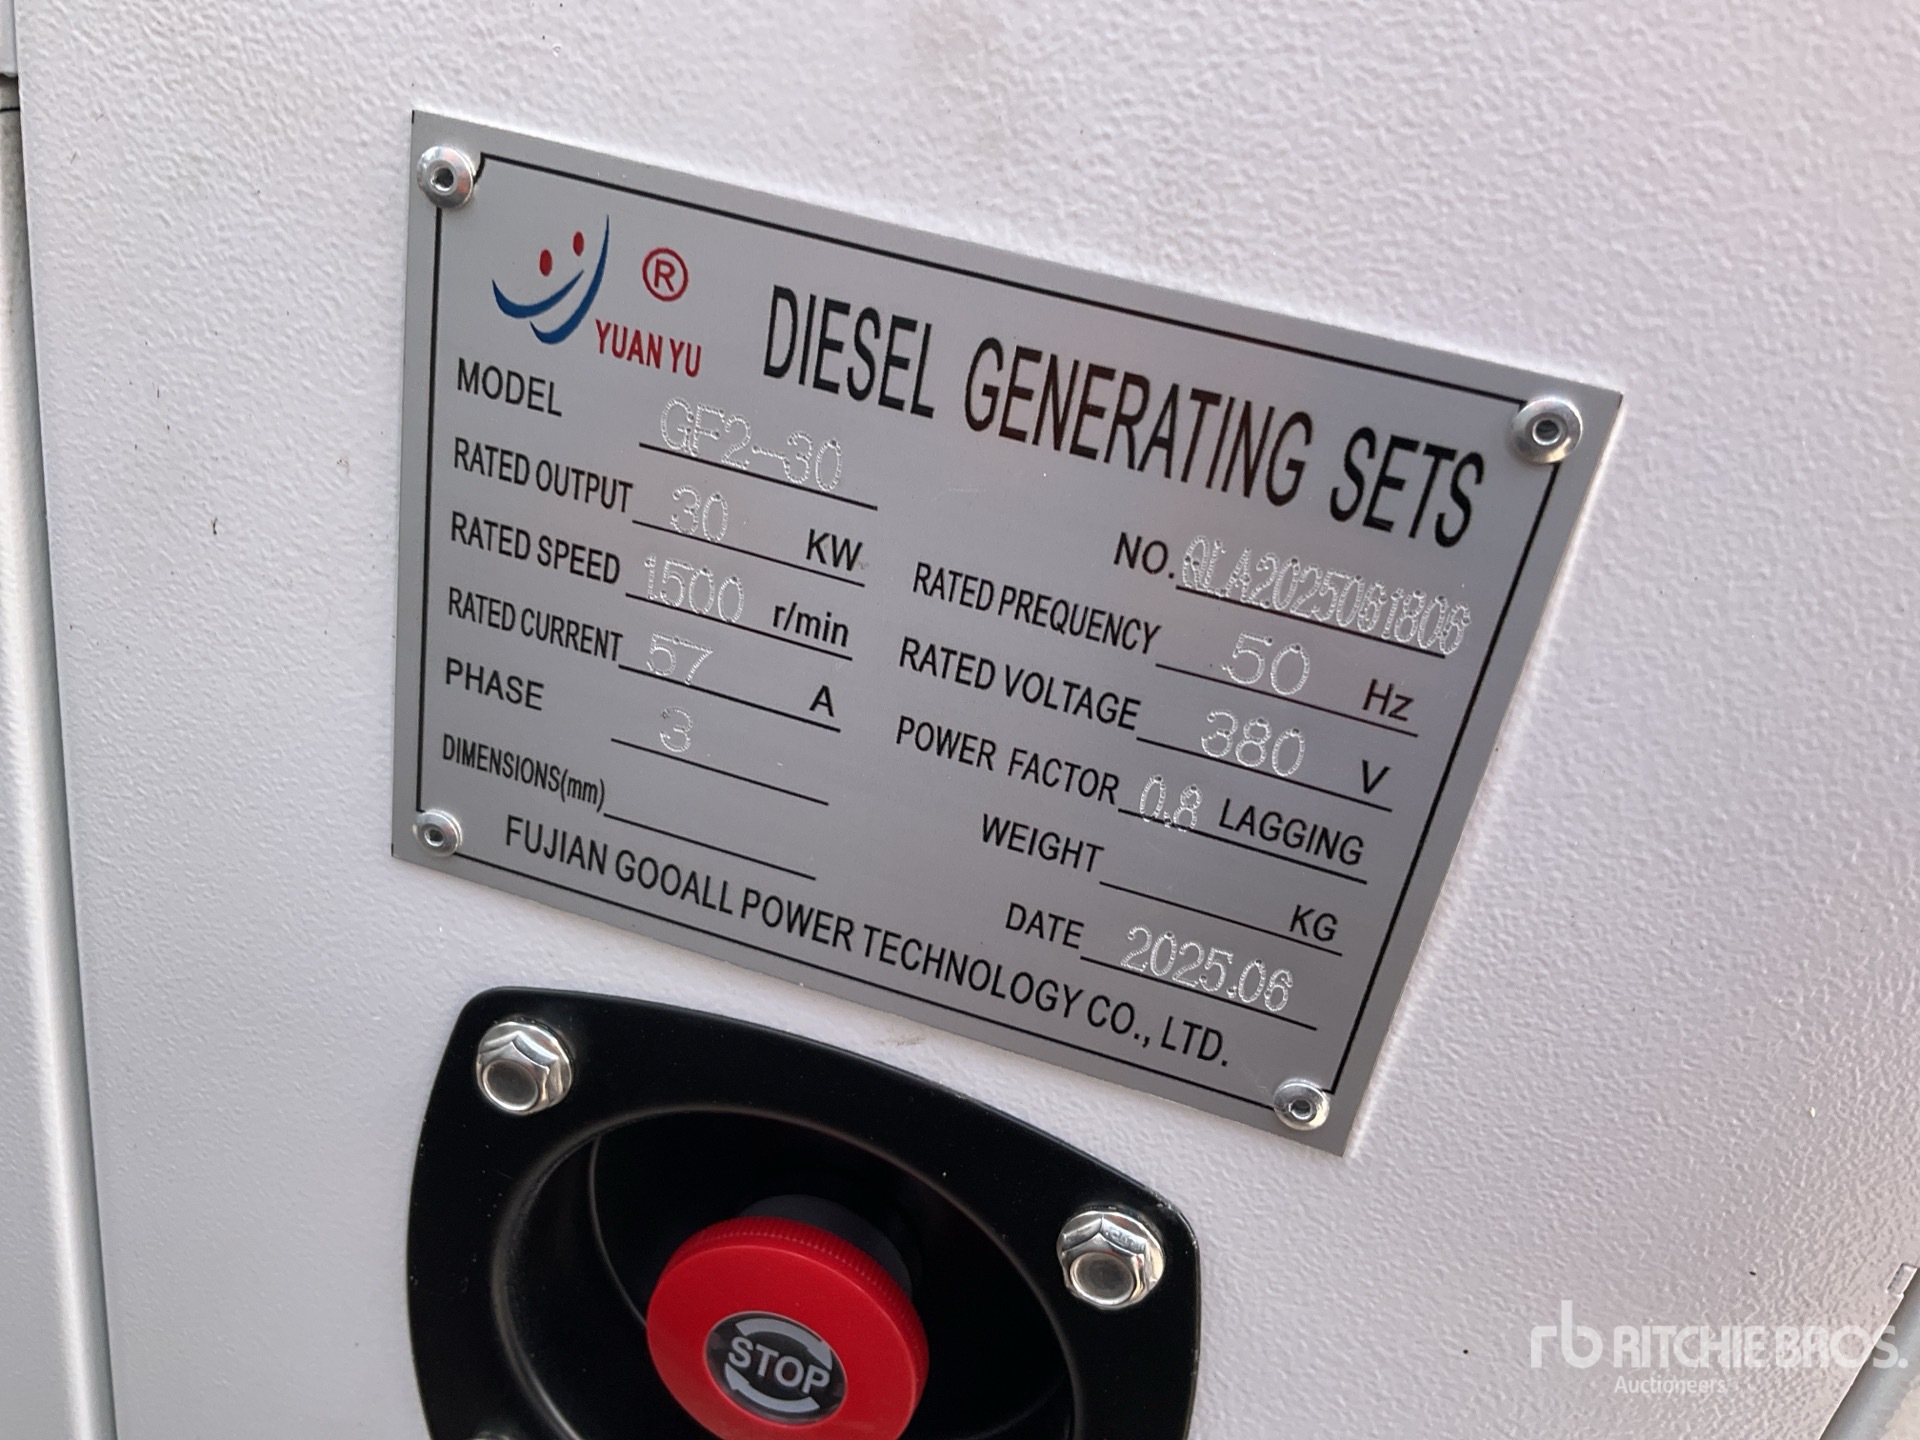 ® YUAN YU
DIESEL GENERATING SETS
MODEL GF2-30
NO. QLA2025061806
RATED OUTPUT 30 KW
RATED PREQUENCY 50 Hz
RATED SPEED 1500 r/min
RATED VOLTAGE 380 V
RATED CURRENT 57 A
POWER FACTOR 0.8 LAGGING
PHASE 3
WEIGHT KG
DIMENSIONS(mm)
DATE 2025.06
FUJIAN GOOALL POWER TECHNOLOGY CO., LTD.
STOP
rb RITCHIE BROS.
Auctioneers